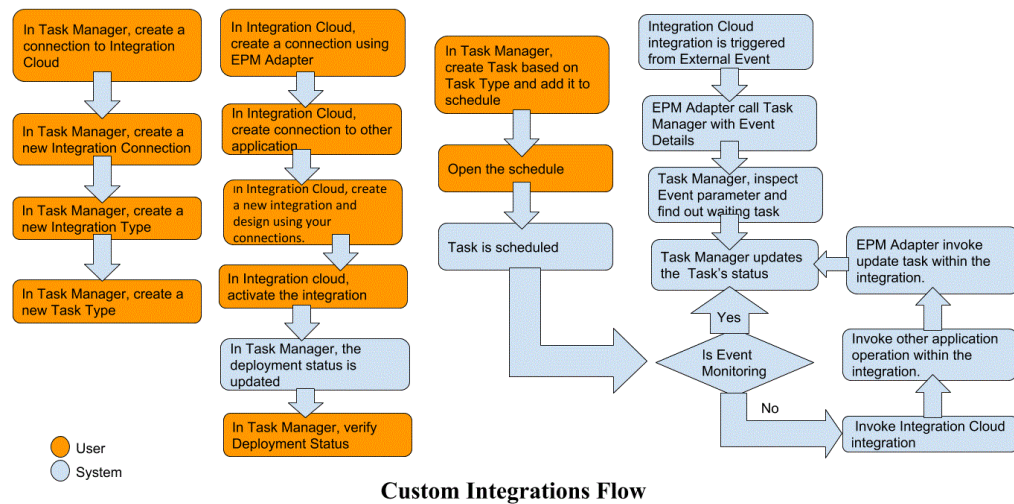 In Task Manager, create a
connection to Integration
Cloud
In Task Manager, create a
new Integration Connection
In Task Manager, create a
new Integration Type
In Task Manager, create a
new Task Type
In Integration Cloud,
create a connection using
EPM Adapter
In Integration Cloud,
create connection to other
application
In Integration Cloud, create
a new integration and
design using your
connections.
In Integration cloud,
activate the integration
In Task Manager, the
deployment status is
updated
In Task Manager, verify
Deployment Status
In Task Manager,
create Task based on
Task Type and add it to
schedule
Open the schedule
Task is scheduled
Integration Cloud
integration is triggered
from External Event
EPM Adapter call Task
Manager with Event
Details
Task Manager, inspect
Event parameter and
find out waiting task
Task Manager updates
the Task's status
Yes
Is Event
Monitoring
No
EPM Adapter invoke
update task within the
integration.
Invoke other application
operation within the
integration.
Invoke Integration Cloud
integration
User
System
Custom Integrations Flow